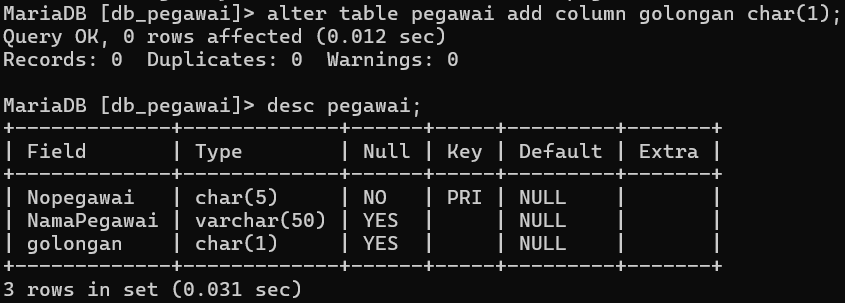 MariaDB [db_pegawai]> alter table pegawai add column golongan char(1);
Query OK, 0 rows affected (0.012 sec)
Records: 0  Duplicates: 0  Warnings: 0

MariaDB [db_pegawai]> desc pegawai;
+-------------+-------------+------+-----+---------+-------+
| Field       | Type        | Null | Key | Default | Extra |
+-------------+-------------+------+-----+---------+-------+
| Nopegawai   | char(5)     | NO   | PRI | NULL    |       |
| NamaPegawai | varchar(50) | YES  |     | NULL    |       |
| golongan    | char(1)     | YES  |     | NULL    |       |
+-------------+-------------+------+-----+---------+-------+
3 rows in set (0.031 sec)